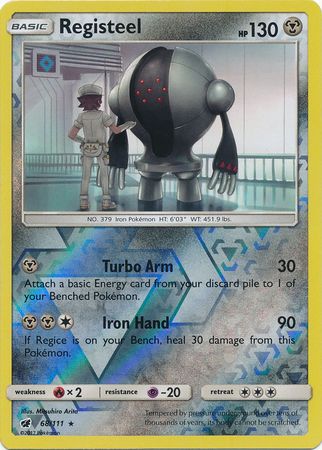 BASIC Registeel HP 130
NO. 379 Iron Pokémon HT: 6'03" WT: 451.9 lbs.
Turbo Arm 30
Attach a basic Energy card from your discard pile to 1 of
your Benched Pokémon.
Iron Hand 90
If Regice is on your Bench, heal 30 damage from this
Pokémon.
weakness ×2 resistance -20 retreat
Illus. Mitsuhiro Arita
68/111
©2017 Pokémon
Tempered by pressure underground over tens of
thousands of years, its body cannot be scratched.